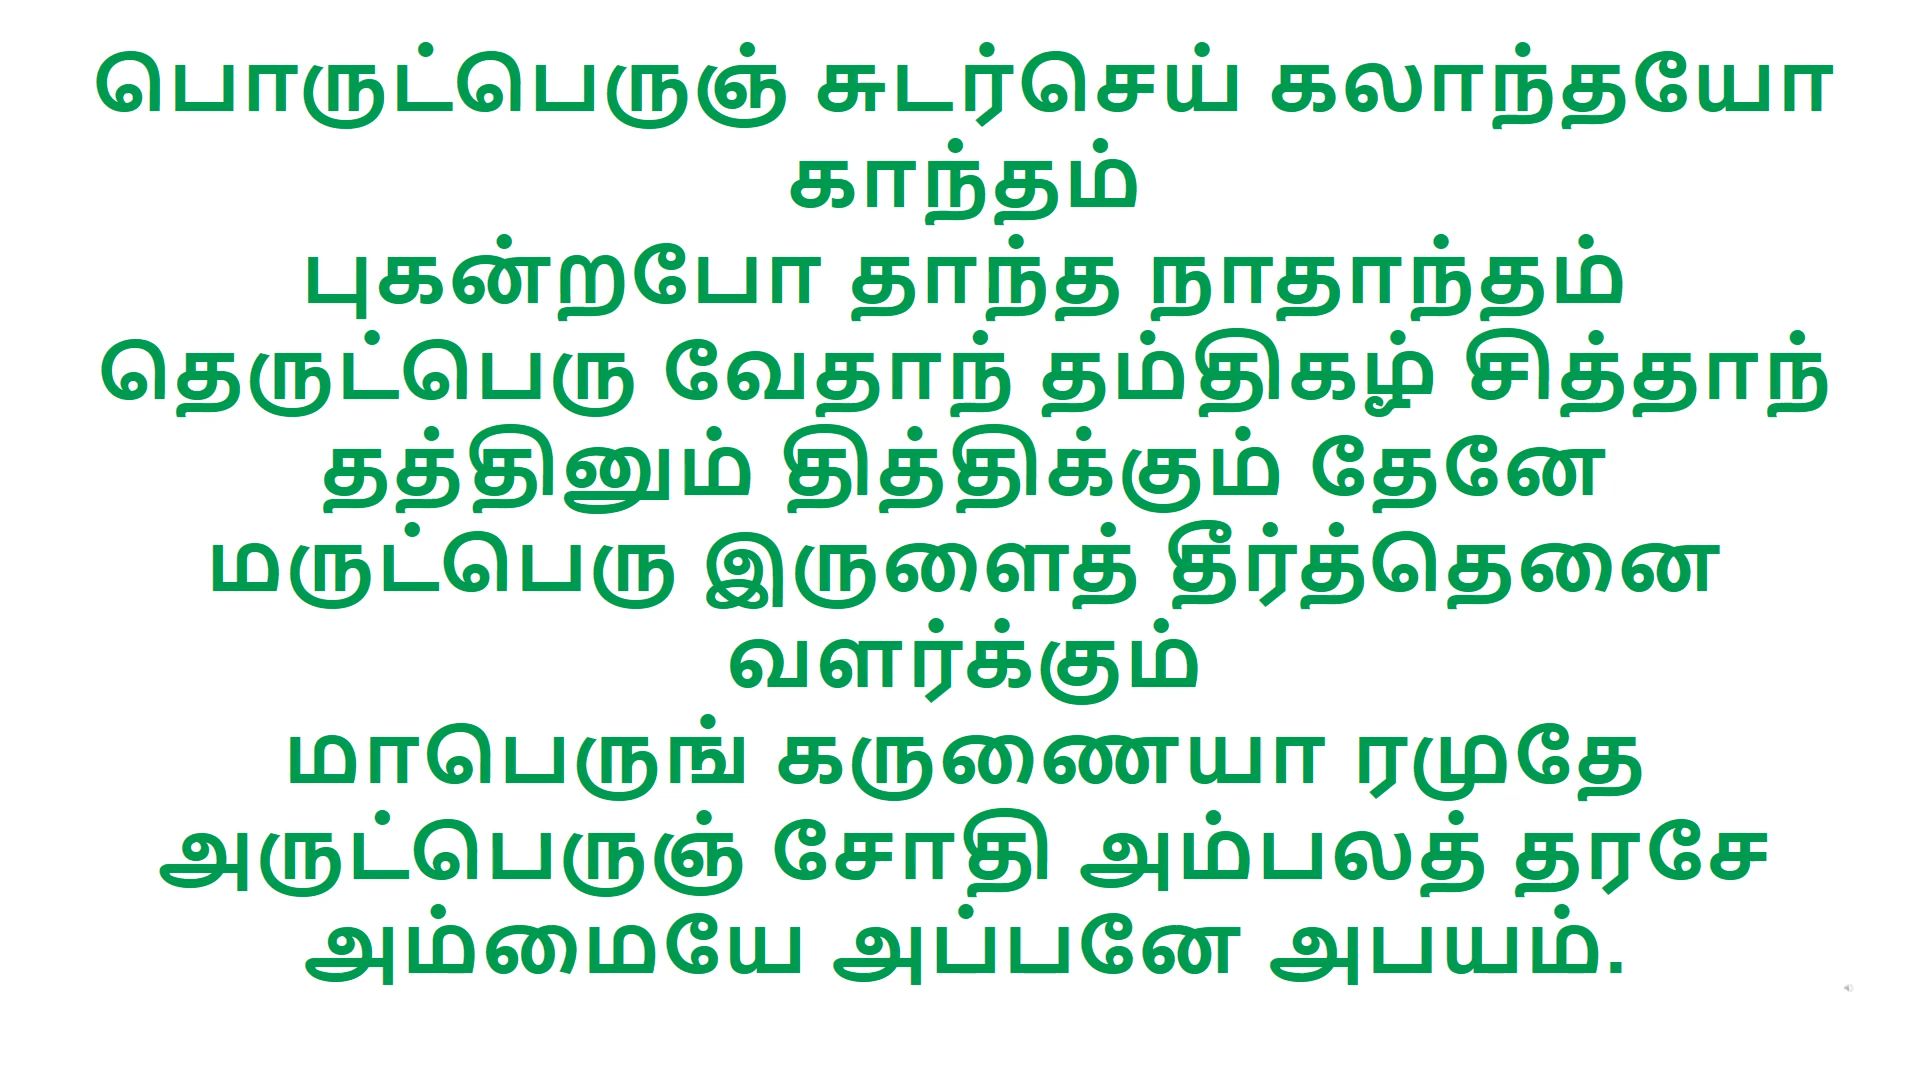 பொருட்பெருஞ் சுடர்செய் கலாந்தயோ
காந்தம்
புகன்றபோ தாந்த நாதாந்தம்
தெருட்பெரு வேதாந் தம்திகழ் சித்தாந்
தத்தினும் தித்திக்கும் தேனே
மருட்பெரு இருளைத் தீர்த்தெனை
வளர்க்கும்
மாபெருங் கருணையா ரமுதே
அருட்பெருஞ் சோதி அம்பலத் தரசே
அம்மையே அப்பனே அபயம்.